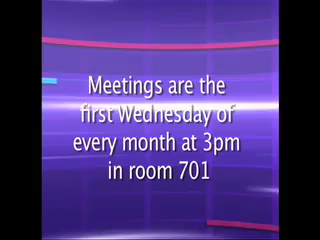 Meetings are the
first Wednesday of
every month at 3pm
in room 701